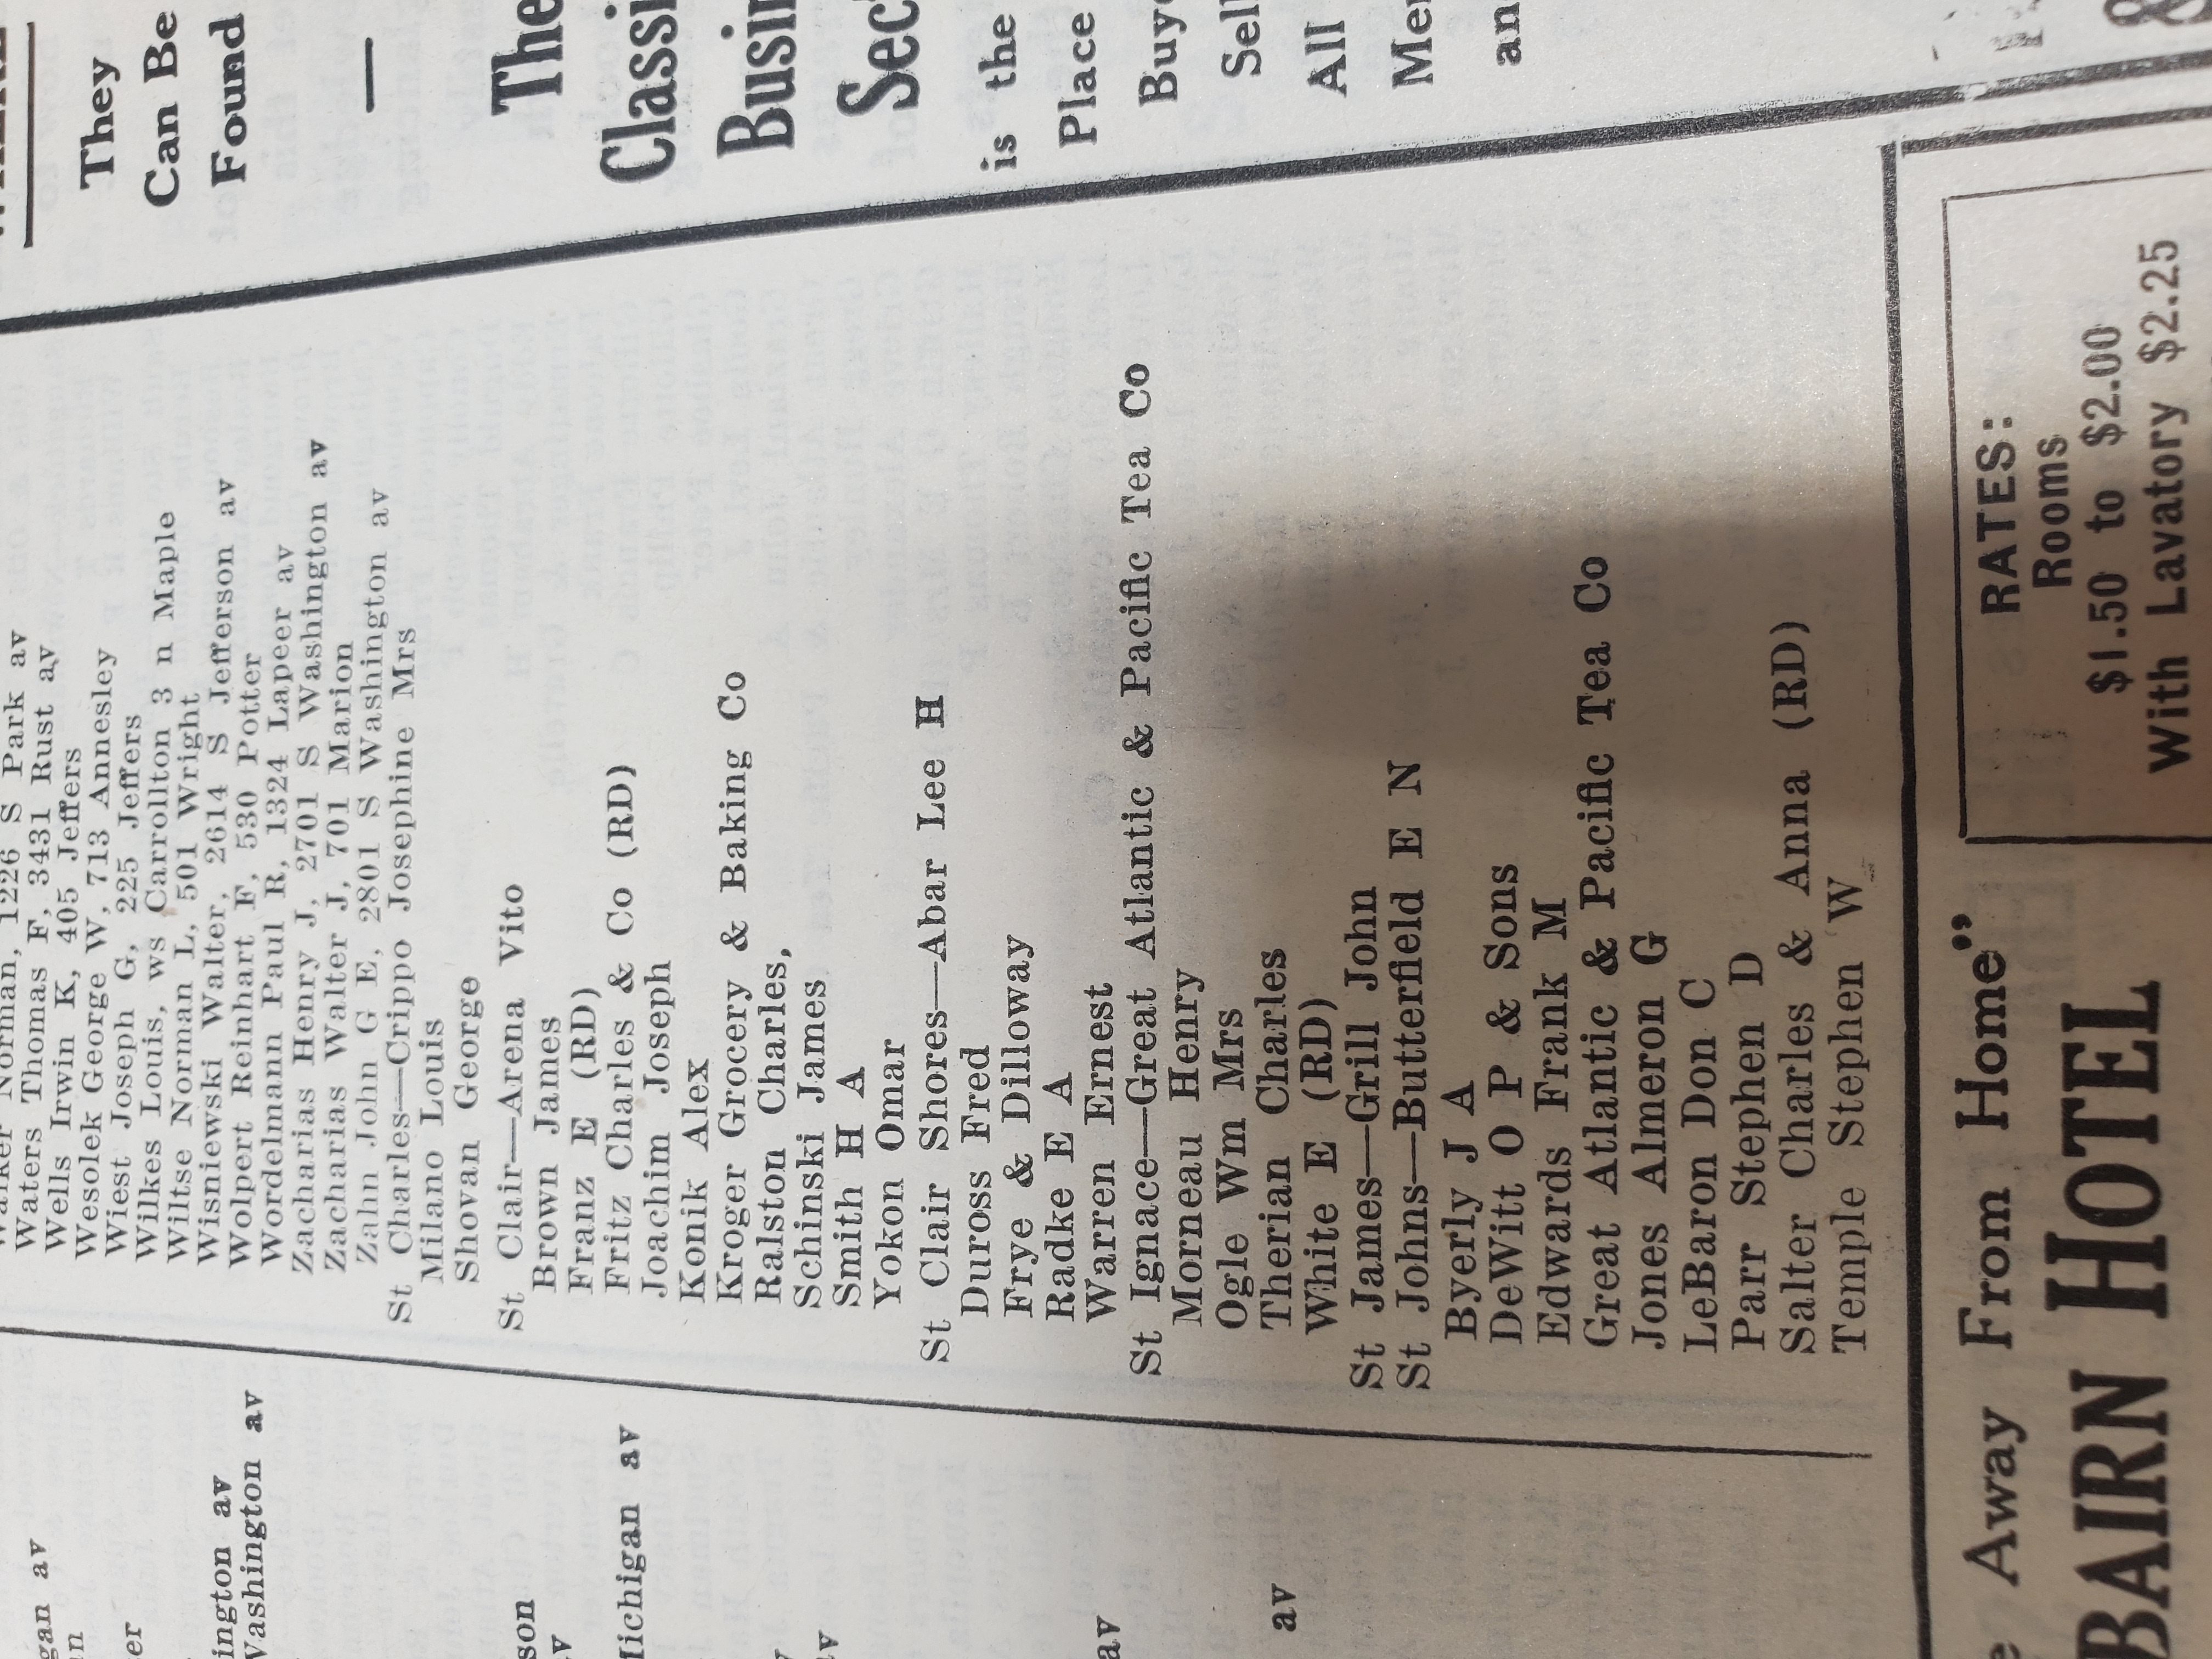 gan av
an
er
ington av
Washington av
son
v
Michigan av
av
av
Walker Norman, 1226 S Park av
Waters Thomas F, 3431 Rust av
Wells Irwin K, 405 Jeffers
Wesolek George W, 713 Annesley
Wiest Joseph G, 225 Jeffers
Wilkes Louis, ws Carrollton 3 n Maple
Wiltse Norman L, 501 Wright
Wisniewski Walter, 2614 S Jefferson av
Wolpert Reinhart F, 530 Potter
Wordelmann Paul R, 1324 Lapeer av
Zacharias Henry J, 2701 S Washington av
Zacharias Walter J, 701 Marion
Zahn John G E, 2801 S Washington av
St Charles—Crippo Josephine Mrs
Milano Louis
Shovan George
St Clair—Arena Vito
Brown James
Franz E (RD)
Fritz Charles & Co (RD)
Joachim Joseph
Konik Alex
Kroger Grocery & Baking Co
Ralston Charles,
Schinski James
Smith H A
Yokon Omar
St Clair Shores—Abar Lee H
Duross Fred
Frye & Dilloway
Radke E A
Warren Ernest
St Ignace—Great Atlantic & Pacific Tea Co
Morneau Henry
Ogle Wm Mrs
Therian Charles
White E (RD)
St James—Grill John
St Johns—Butterfield E N
Byerly J A
DeWitt O P & Sons
Edwards Frank M
Great Atlantic & Pacific Tea Co
Jones Almeron G
LeBaron Don C
Parr Stephen D
Salter Charles & Anna (RD)
Temple Stephen W
They
Can Be
Found
—
The
Classi
Busin
Sec
is the
Place
Buy
Sell
All
Mer
an
&
e Away From Home”
BAIRN HOTEL
RATES:
Rooms
$1.50 to $2.00
With Lavatory $2.25